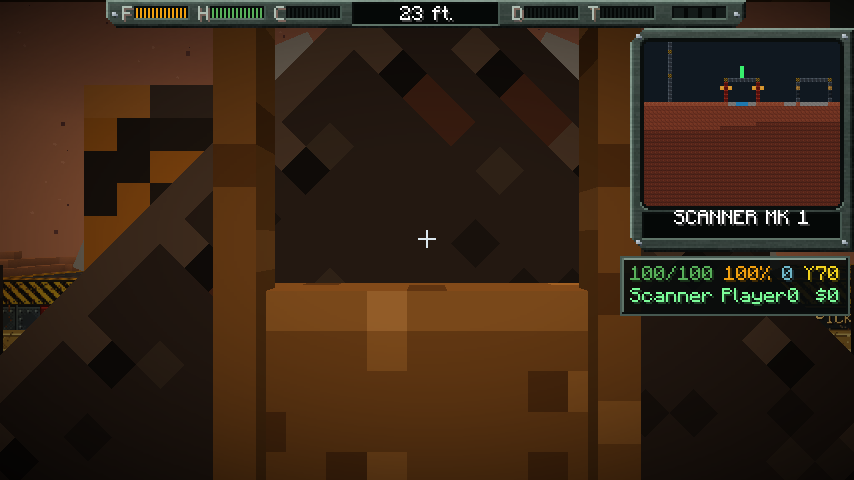 F H C 23 ft. D T
SCANNER MK 1
100/100 100% 0 Y70
Scanner Player0 $0